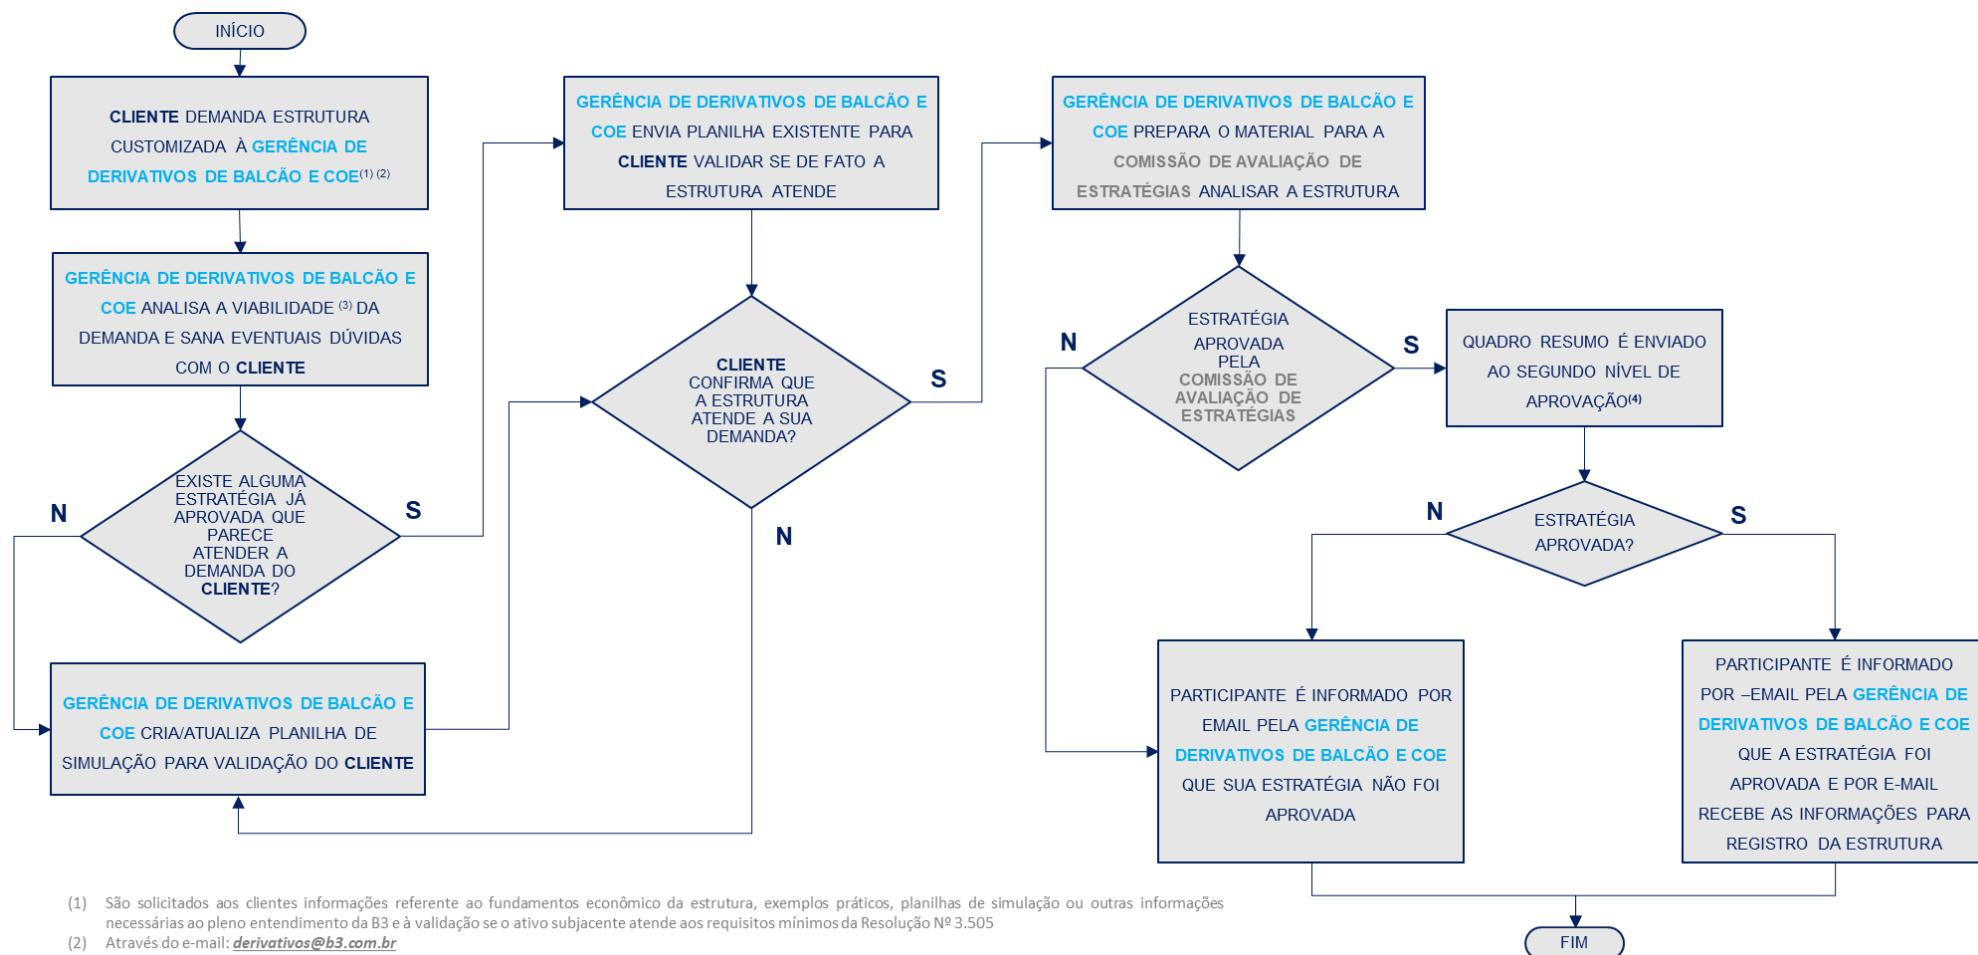 INÍCIO
CLIENTE DEMANDA ESTRUTURA
CUSTOMIZADA À GERÊNCIA DE
DERIVATIVOS DE BALCÃO E COE(1) (2)
GERÊNCIA DE DERIVATIVOS DE BALCÃO E
COE ANALISA A VIABILIDADE (3) DA
DEMANDA E SANA EVENTUAIS DÚVIDAS
COM O CLIENTE
N
EXISTE ALGUMA
ESTRATÉGIA JÁ
APROVADA QUE
PARECE
ATENDER A
DEMANDA DO
CLIENTE?
S
GERÊNCIA DE DERIVATIVOS DE BALCÃO E
COE CRIA/ATUALIZA PLANILHA DE
SIMULAÇÃO PARA VALIDAÇÃO DO CLIENTE
GERÊNCIA DE DERIVATIVOS DE BALCÃO E
COE ENVIA PLANILHA EXISTENTE PARA
CLIENTE VALIDAR SE DE FATO A
ESTRUTURA ATENDE
CLIENTE
CONFIRMA QUE
A ESTRUTURA
ATENDE A SUA
DEMANDA?
S
N
GERÊNCIA DE DERIVATIVOS DE BALCÃO E
COE PREPARA O MATERIAL PARA A
COMISSÃO DE AVALIAÇÃO DE
ESTRATÉGIAS ANALISAR A ESTRUTURA
N
ESTRATÉGIA
APROVADA
PELA
COMISSÃO DE
AVALIAÇÃO DE
ESTRATÉGIAS
S
QUADRO RESUMO É ENVIADO
AO SEGUNDO NÍVEL DE
APROVAÇÃO(4)
N
ESTRATÉGIA
APROVADA?
S
PARTICIPANTE É INFORMADO POR
EMAIL PELA GERÊNCIA DE
DERIVATIVOS DE BALCÃO E COE
QUE SUA ESTRATÉGIA NÃO FOI
APROVADA
PARTICIPANTE É INFORMADO
POR –EMAIL PELA GERÊNCIA DE
DERIVATIVOS DE BALCÃO E COE
QUE A ESTRATÉGIA FOI
APROVADA E POR E-MAIL
RECEBE AS INFORMAÇÕES PARA
REGISTRO DA ESTRUTURA
FIM
(1) São solicitados aos clientes informações referente ao fundamentos econômico da estrutura, exemplos práticos, planilhas de simulação ou outras informações
necessárias ao pleno entendimento da B3 e à validação se o ativo subjacente atende aos requisitos mínimos da Resolução Nº 3.505
(2) Através do e-mail: derivativos@b3.com.br